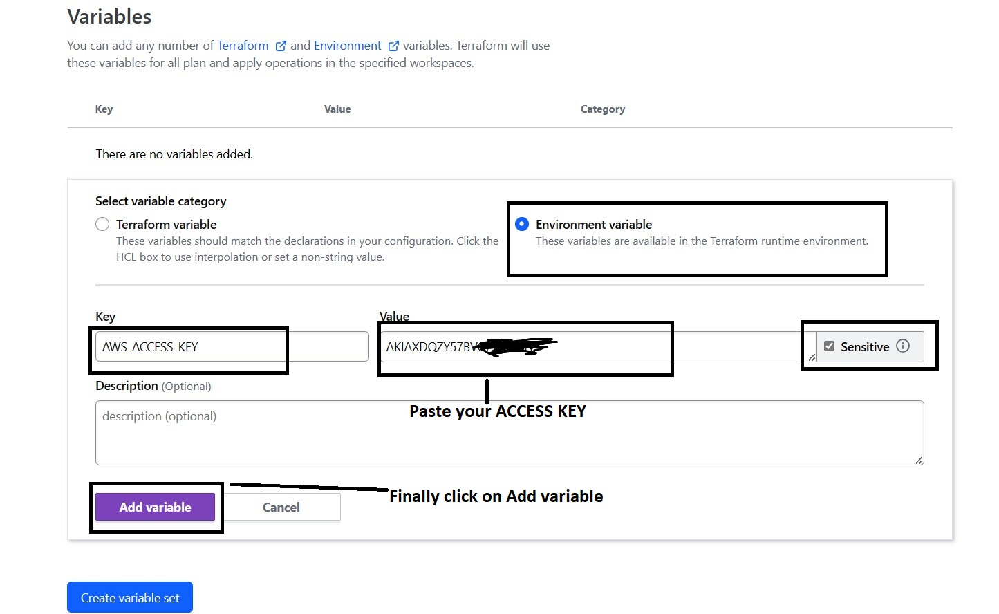 Variables
You can add any number of Terraform and Environment variables. Terraform will use
these variables for all plan and apply operations in the specified workspaces.
Key Value Category
There are no variables added.
Select variable category
Terraform variable
These variables should match the declarations in your configuration. Click the
HCL box to use interpolation or set a non-string value.
Environment variable
These variables are available in the Terraform runtime environment.
Key
AWS_ACCESS_KEY
Value
Sensitive
Description (Optional)
description (optional)
Paste your ACCESS KEY
Add variable
Cancel
Finally click on Add variable
Create variable set